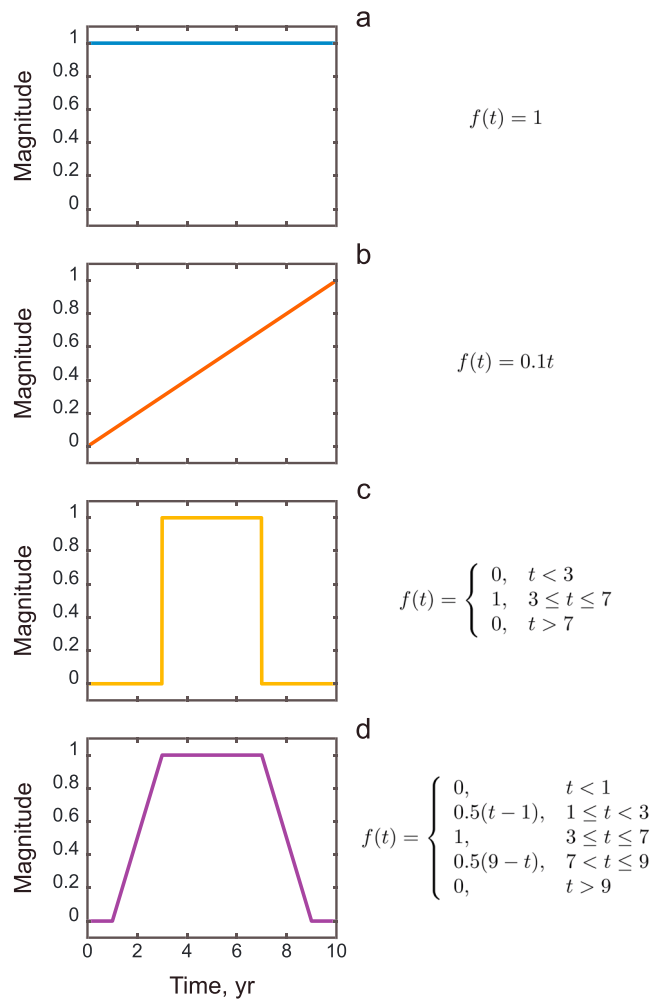 a
1
0.8
0.6
0.4
0.2
0
Magnitude
f(t) = 1
b
1
0.8
0.6
0.4
0.2
0
Magnitude
f(t) = 0.1t
c
1
0.8
0.6
0.4
0.2
0
Magnitude
f(t) = { 0, t < 3
1, 3 ≤ t ≤ 7
0, t > 7
d
1
0.8
0.6
0.4
0.2
0
Magnitude
f(t) = { 0, t < 1
0.5(t − 1), 1 ≤ t < 3
1, 3 ≤ t ≤ 7
0.5(9 − t), 7 < t ≤ 9
0, t > 9
0 2 4 6 8 10
Time, yr